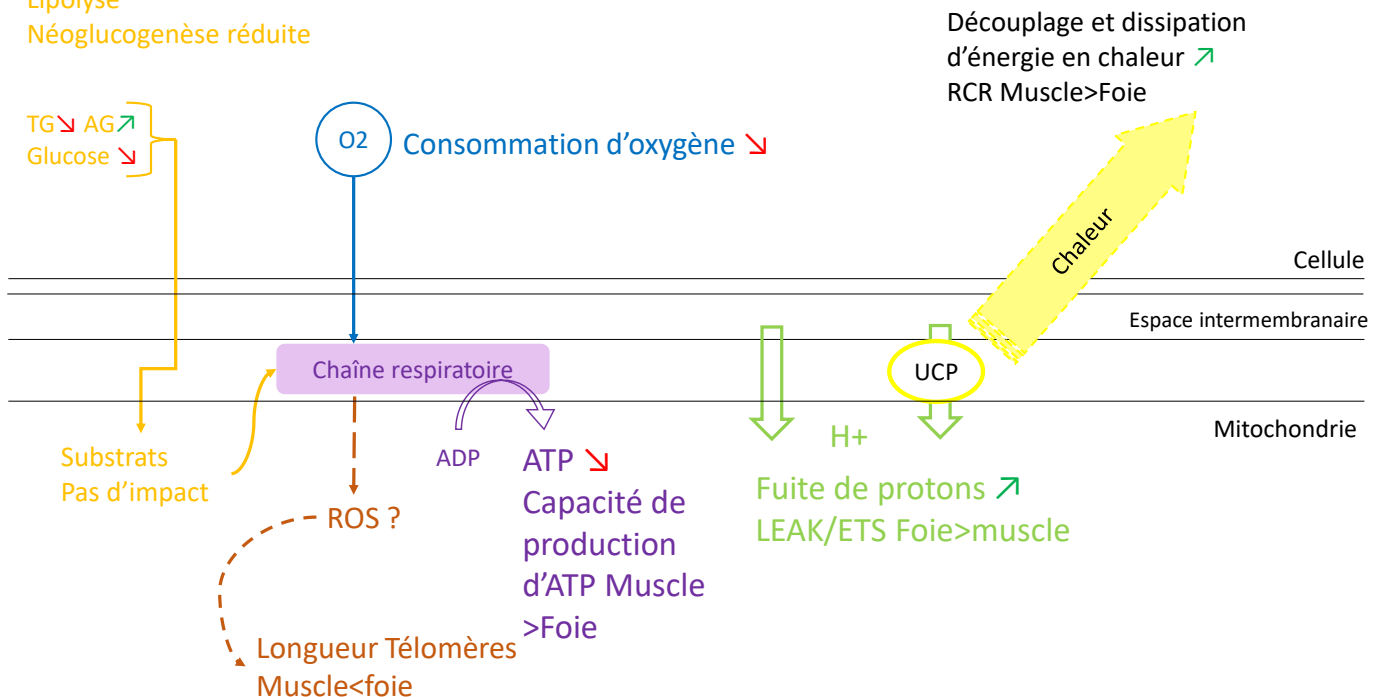 Lipolyse
Néoglucogenèse réduite
Découplage et dissipation
d'énergie en chaleur ↗
RCR Muscle>Foie
TG↘ AG↗
Glucose ↘
O2
Consommation d'oxygène ↘
Chaleur
Cellule
Espace intermembranaire
Chaîne respiratoire
UCP
Mitochondrie
Substrats
Pas d'impact
ADP
ATP ↘
Capacité de
production
d'ATP Muscle
>Foie
H+
Fuite de protons ↗
LEAK/ETS Foie>muscle
ROS ?
Longueur Télomères
Muscle<foie